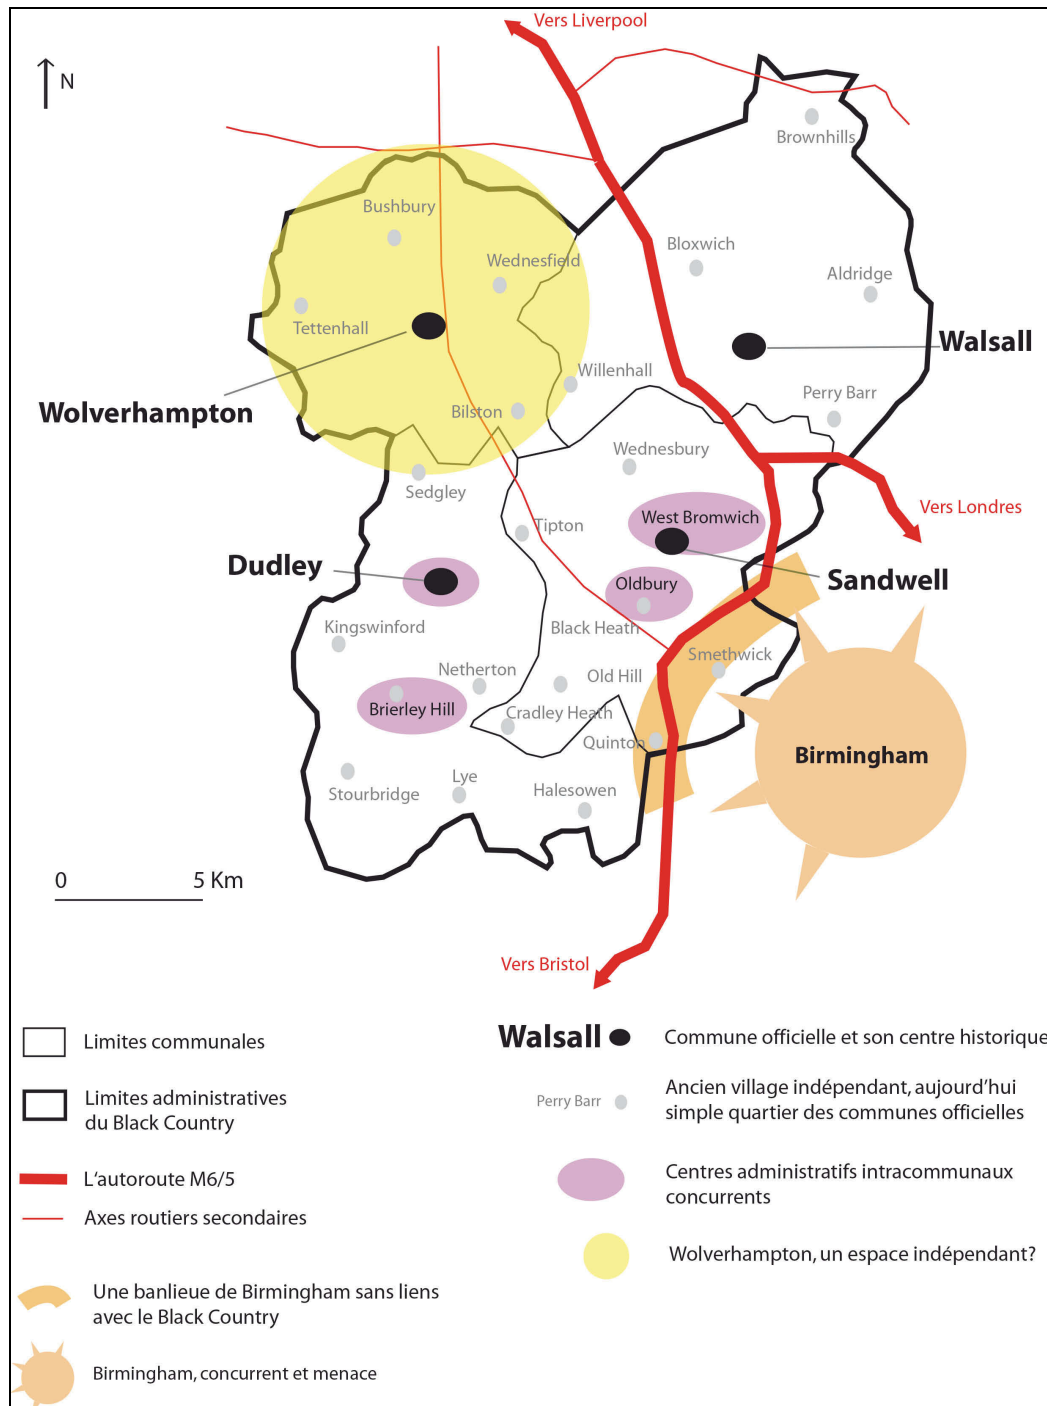 Vers Liverpool
N
Brownhills
Bushbury
Bloxwich
Wednesfield
Aldridge
Tettenhall
Walsall
Willenhall
Perry Barr
Wolverhampton
Bilston
Wednesbury
Sedgley
Vers Londres
West Bromwich
Tipton
Dudley
Oldbury
Sandwell
Kingswinford
Black Heath
Smethwick
Netherton
Old Hill
Brierley Hill
Cradley Heath
Quinton
Birmingham
Lye
Stourbridge
Halesowen
0 5 Km
Vers Bristol
Limites communales
Limites administratives
du Black Country
L'autoroute M6/5
Axes routiers secondaires
Une banlieue de Birmingham sans liens
avec le Black Country
Birmingham, concurrent et menace
Walsall
Commune officielle et son centre historique
Perry Barr
Ancien village indépendant, aujourd'hui
simple quartier des communes officielles
Centres administratifs intracommunaux
concurrents
Wolverhampton, un espace indépendant?